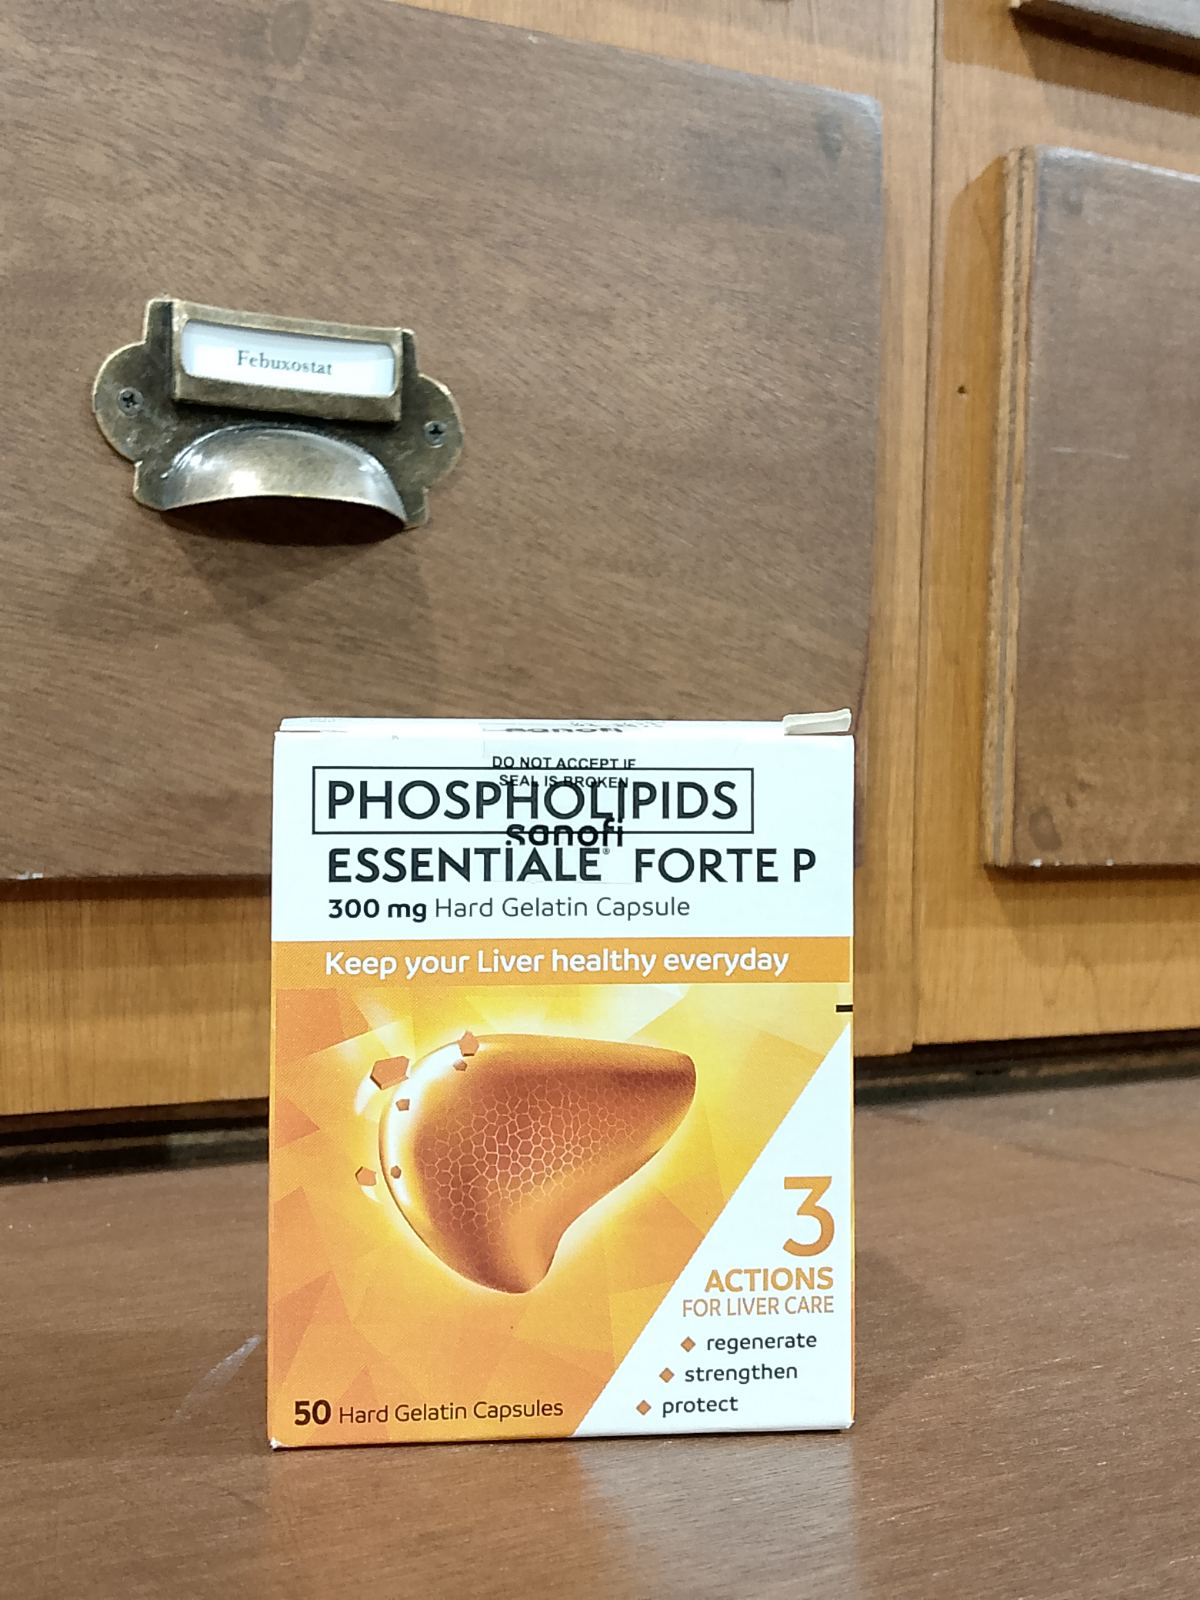 Febuxostat
sanofi
DO NOT ACCEPT IF
SEAL IS BROKEN
PHOSPHOLIPIDS
sanofi
ESSENTIALE® FORTE P
300 mg Hard Gelatin Capsule
Keep your Liver healthy everyday
3
ACTIONS
FOR LIVER CARE
regenerate
strengthen
protect
50 Hard Gelatin Capsules